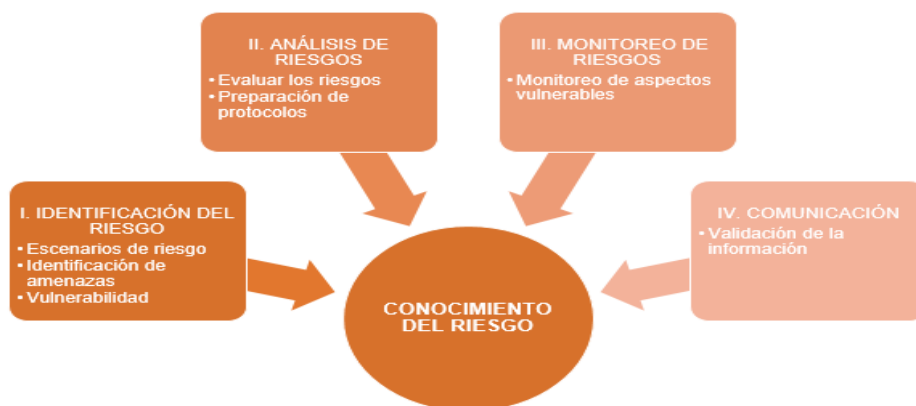 I. IDENTIFICACIÓN DEL
RIESGO
• Escenarios de riesgo
• Identificación de
amenazas
• Vulnerabilidad
II. ANÁLISIS DE
RIESGOS
• Evaluar los riesgos
• Preparación de
protocolos
III. MONITOREO DE
RIESGOS
• Monitoreo de aspectos
vulnerables
IV. COMUNICACIÓN
• Validación de la
información
CONOCIMIENTO
DEL RIESGO